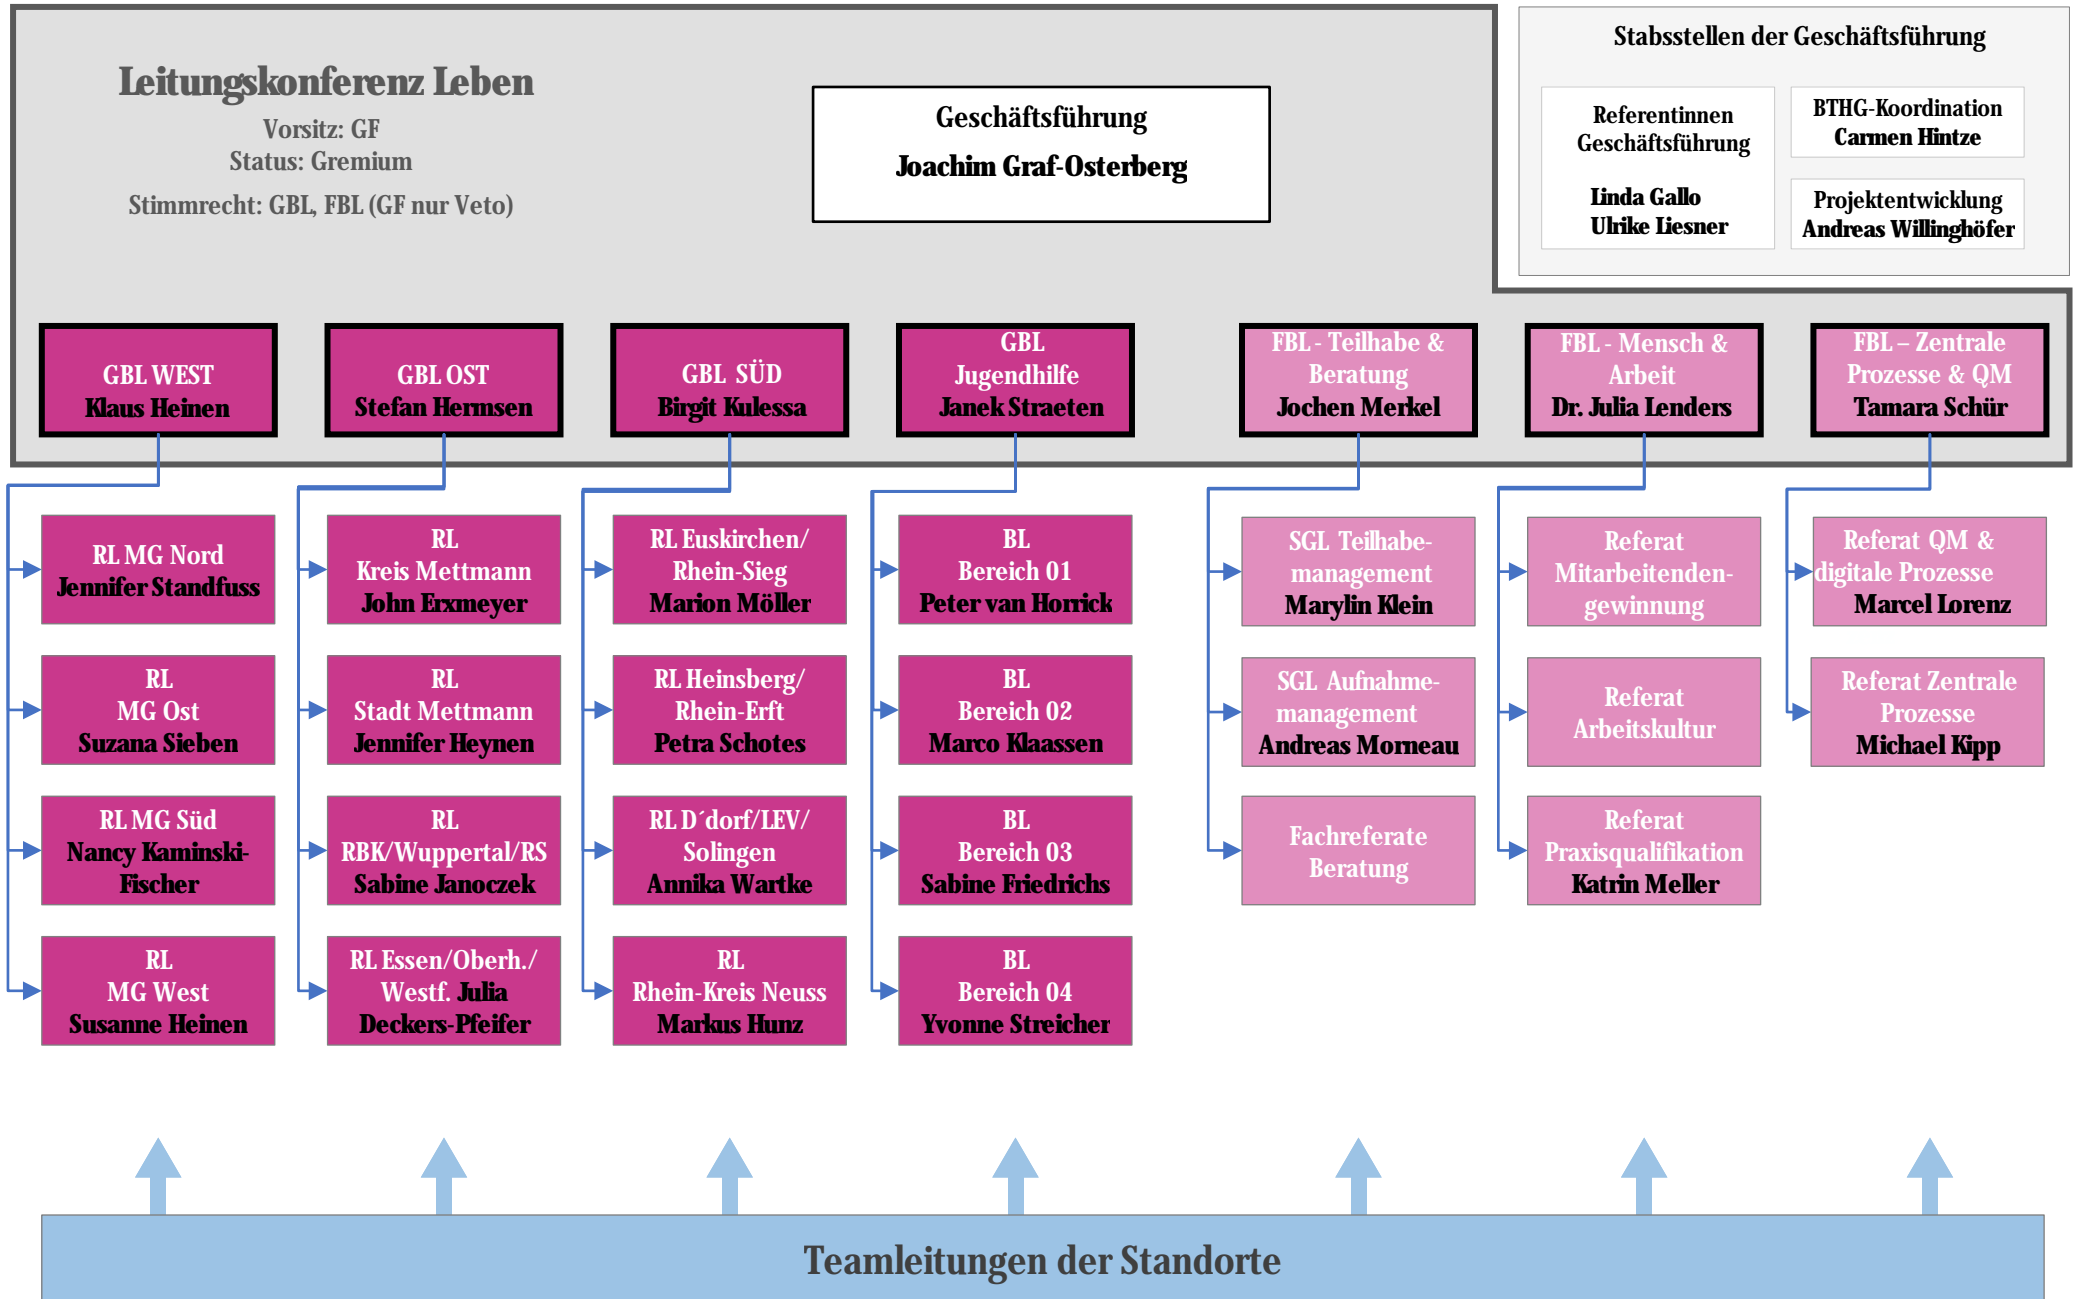 Leitungskonferenz Leben
Vorsitz: GF
Status: Gremium
Stimmrecht: GBL, FBL (GF nur Veto)
Geschäftsführung
Joachim Graf-Osterberg
Stabsstellen der Geschäftsführung
Referentinnen
Geschäftsführung
Linda Gallo
Ulrike Liesner
BTHG-Koordination
Carmen Hintze
Projektentwicklung
Andreas Willinghöfer
GBL WEST
Klaus Heinen
GBL OST
Stefan Hermsen
GBL SÜD
Birgit Kulessa
GBL
Jugendhilfe
Janek Straeten
FBL - Teilhabe &
Beratung
Jochen Merkel
FBL - Mensch &
Arbeit
Dr. Julia Lenders
FBL – Zentrale
Prozesse & QM
Tamara Schür
RL MG Nord
Jennifer Standfuss
RL
Kreis Mettmann
John Erxmeyer
RL Euskirchen/
Rhein-Sieg
Marion Möller
BL
Bereich 01
Peter van Horrick
SGL Teilhabe-
management
Marylin Klein
Referat
Mitarbeitenden-
gewinnung
Referat QM &
digitale Prozesse
Marcel Lorenz
RL
MG Ost
Suzana Sieben
RL
Stadt Mettmann
Jennifer Heynen
RL Heinsberg/
Rhein-Erft
Petra Schotes
BL
Bereich 02
Marco Klaassen
SGL Aufnahme-
management
Andreas Morneau
Referat
Arbeitskultur
Referat Zentrale
Prozesse
Michael Kipp
RL MG Süd
Nancy Kaminski-
Fischer
RL
RBK/Wuppertal/RS
Sabine Janoczek
RL D´dorf/LEV/
Solingen
Annika Wartke
BL
Bereich 03
Sabine Friedrichs
Fachreferate
Beratung
Referat
Praxisqualifikation
Katrin Meller
RL
MG West
Susanne Heinen
RL Essen/Oberh./
Westf. Julia
Deckers-Pfeifer
RL
Rhein-Kreis Neuss
Markus Hunz
BL
Bereich 04
Yvonne Streicher
Teamleitungen der Standorte